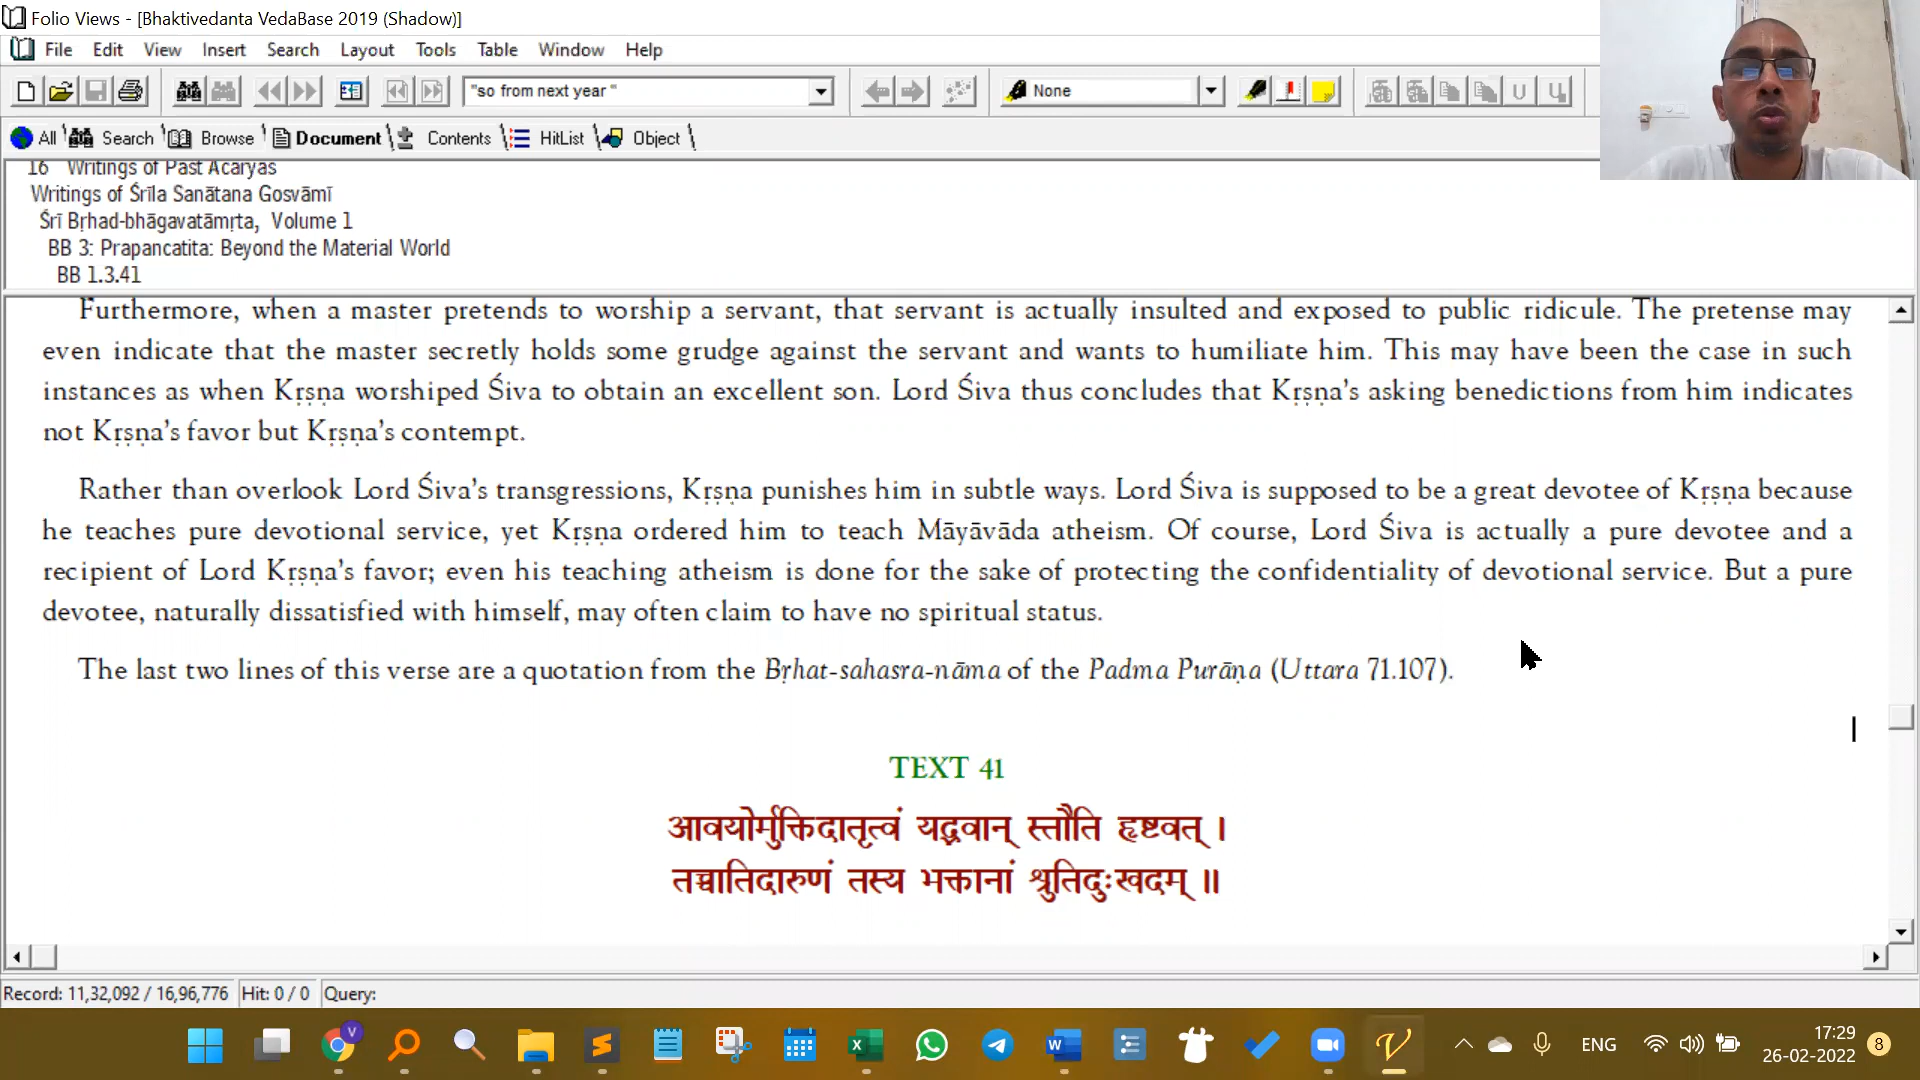 Folio Views - [Bhaktivedanta VedaBase 2019 (Shadow)]
File Edit View Insert Search Layout Tools Table Window Help
"so from next year " None
All Search Browse Document Contents HitList Object
16 Writings of Past Acaryas
Writings of Śrīla Sanātana Gosvāmī
Śrī Bṛhad-bhāgavatāmṛta, Volume 1
BB 3: Prapancatita: Beyond the Material World
BB 1.3.41
Furthermore, when a master pretends to worship a servant, that servant is actually insulted and exposed to public ridicule. The pretense may
even indicate that the master secretly holds some grudge against the servant and wants to humiliate him. This may have been the case in such
instances as when Kṛṣṇa worshiped Śiva to obtain an excellent son. Lord Śiva thus concludes that Kṛṣṇa's asking benedictions from him indicates
not Kṛṣṇa's favor but Kṛṣṇa's contempt.
Rather than overlook Lord Śiva's transgressions, Kṛṣṇa punishes him in subtle ways. Lord Śiva is supposed to be a great devotee of Kṛṣṇa because
he teaches pure devotional service, yet Kṛṣṇa ordered him to teach Māyāvāda atheism. Of course, Lord Śiva is actually a pure devotee and a
recipient of Lord Kṛṣṇa's favor; even his teaching atheism is done for the sake of protecting the confidentiality of devotional service. But a pure
devotee, naturally dissatisfied with himself, may often claim to have no spiritual status.
The last two lines of this verse are a quotation from the Bṛhat-sahasra-nāma of the Padma Purāṇa (Uttara 71.107).
TEXT 41
आवयोर्मुक्तिदातृत्वं यद्भवान् स्तौति हृष्टवत् ।
तच्चातिदारुणं तस्य भक्तानां श्रुतिदुःखदम् ॥
Record: 11,32,092 / 16,96,776 Hit: 0 / 0 Query:
V ENG 17:29 8
26-02-2022